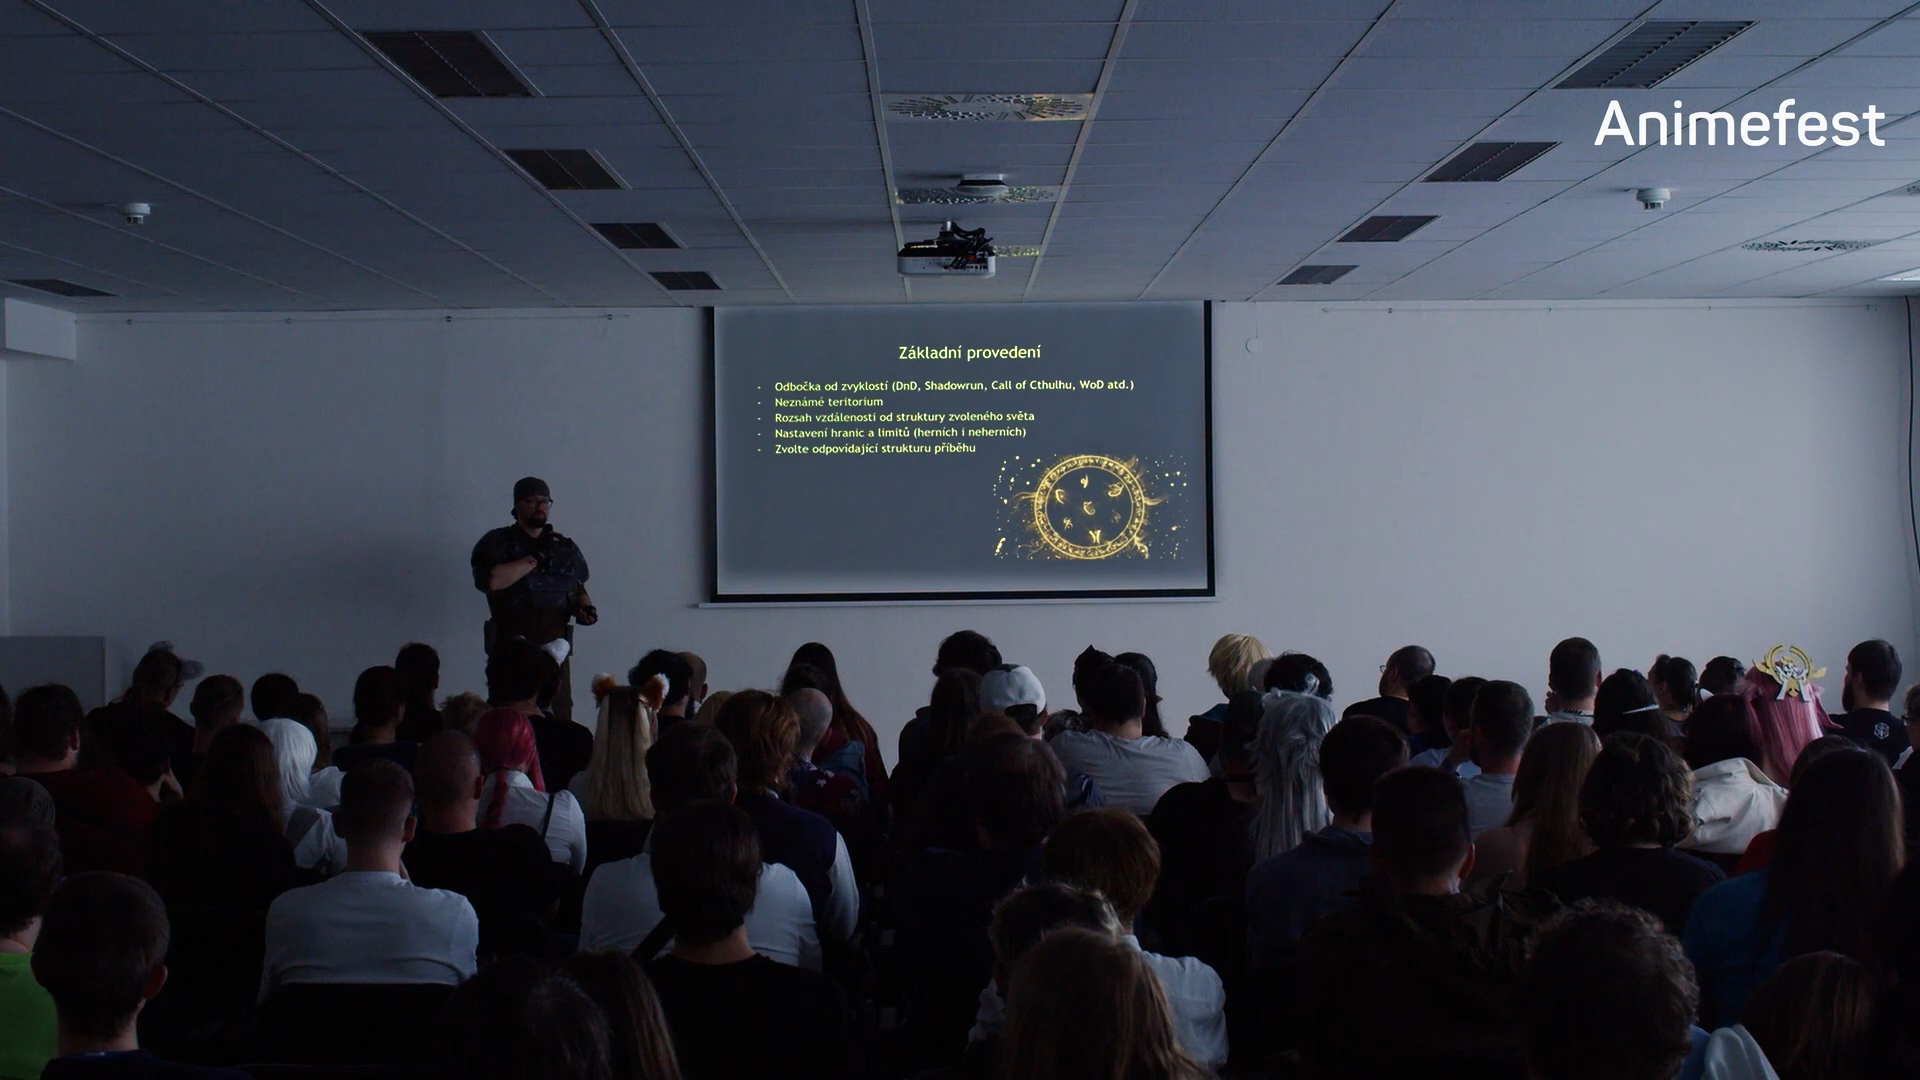 Animefest
Základní provedení
- Odbočka od zvyklostí (DnD, Shadowrun, Call of Cthulhu, WoD atd.)
- Neznámé teritorium
- Rozsah vzdálenosti od struktury zvoleného světa
- Nastavení hranic a limitů (herních i neherních)
- Zvolte odpovídající strukturu příběhu